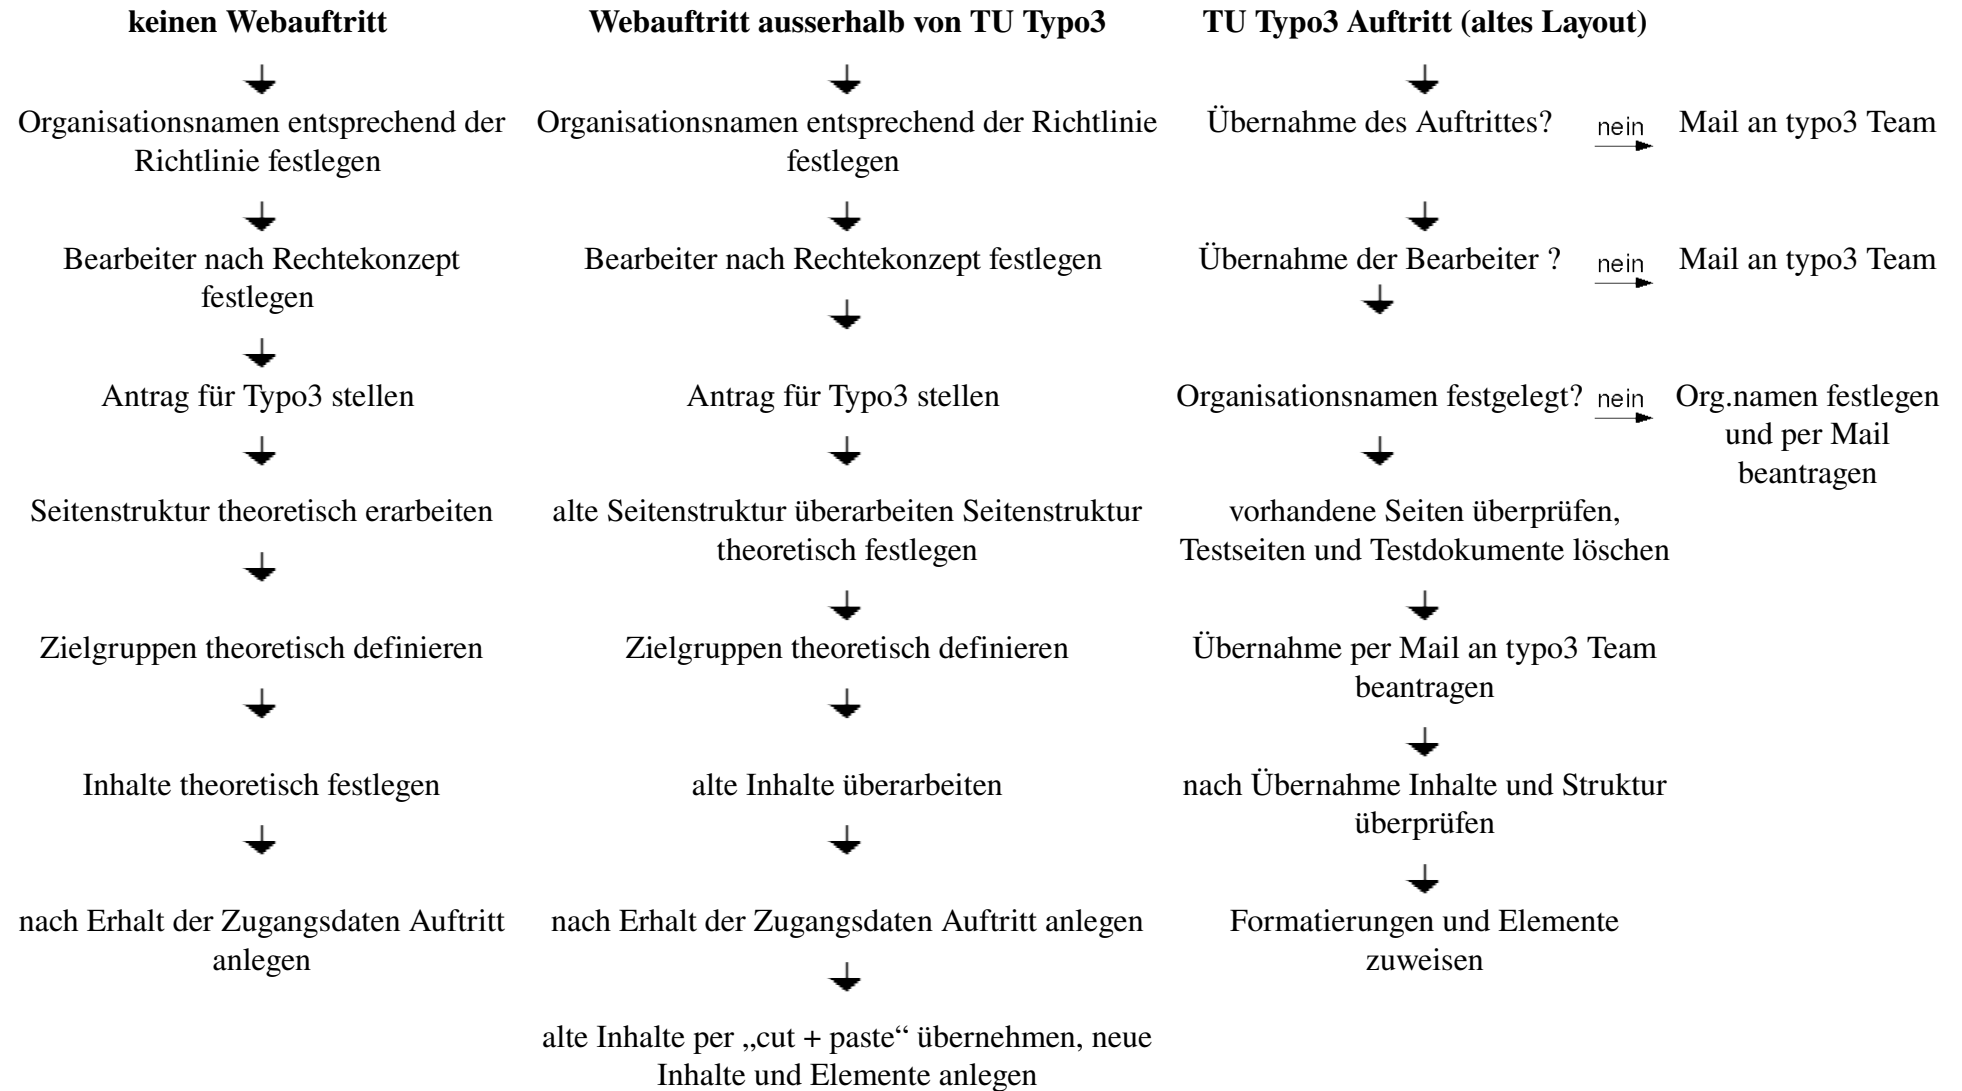 keinen Webauftritt
Organisationsnamen entsprechend der
Richtlinie festlegen
Bearbeiter nach Rechtekonzept
festlegen
Antrag für Typo3 stellen
Seitenstruktur theoretisch erarbeiten
Zielgruppen theoretisch definieren
Inhalte theoretisch festlegen
nach Erhalt der Zugangsdaten Auftritt
anlegen
Webauftritt ausserhalb von TU Typo3
Organisationsnamen entsprechend der Richtlinie
festlegen
Bearbeiter nach Rechtekonzept festlegen
Antrag für Typo3 stellen
alte Seitenstruktur überarbeiten Seitenstruktur
theoretisch festlegen
Zielgruppen theoretisch definieren
alte Inhalte überarbeiten
nach Erhalt der Zugangsdaten Auftritt anlegen
alte Inhalte per „cut + paste“ übernehmen, neue
Inhalte und Elemente anlegen
TU Typo3 Auftritt (altes Layout)
Übernahme des Auftrittes?
nein
Mail an typo3 Team
Übernahme der Bearbeiter ?
nein
Mail an typo3 Team
Organisationsnamen festgelegt?
nein
Org.namen festlegen
und per Mail
beantragen
vorhandene Seiten überprüfen,
Testseiten und Testdokumente löschen
Übernahme per Mail an typo3 Team
beantragen
nach Übernahme Inhalte und Struktur
überprüfen
Formatierungen und Elemente
zuweisen